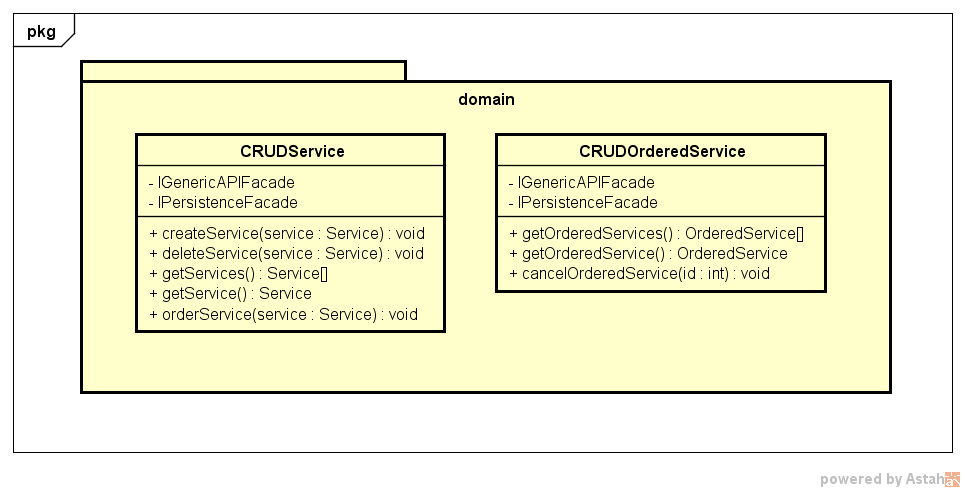 pkg
domain
CRUDService
- IGenericAPIFacade
- IPersistenceFacade
+ createService(service : Service) : void
+ deleteService(service : Service) : void
+ getServices() : Service[]
+ getService() : Service
+ orderService(service : Service) : void
CRUDOrderedService
- IGenericAPIFacade
- IPersistenceFacade
+ getOrderedServices() : OrderedService[]
+ getOrderedService() : OrderedService
+ cancelOrderedService(id : int) : void
powered by Astah